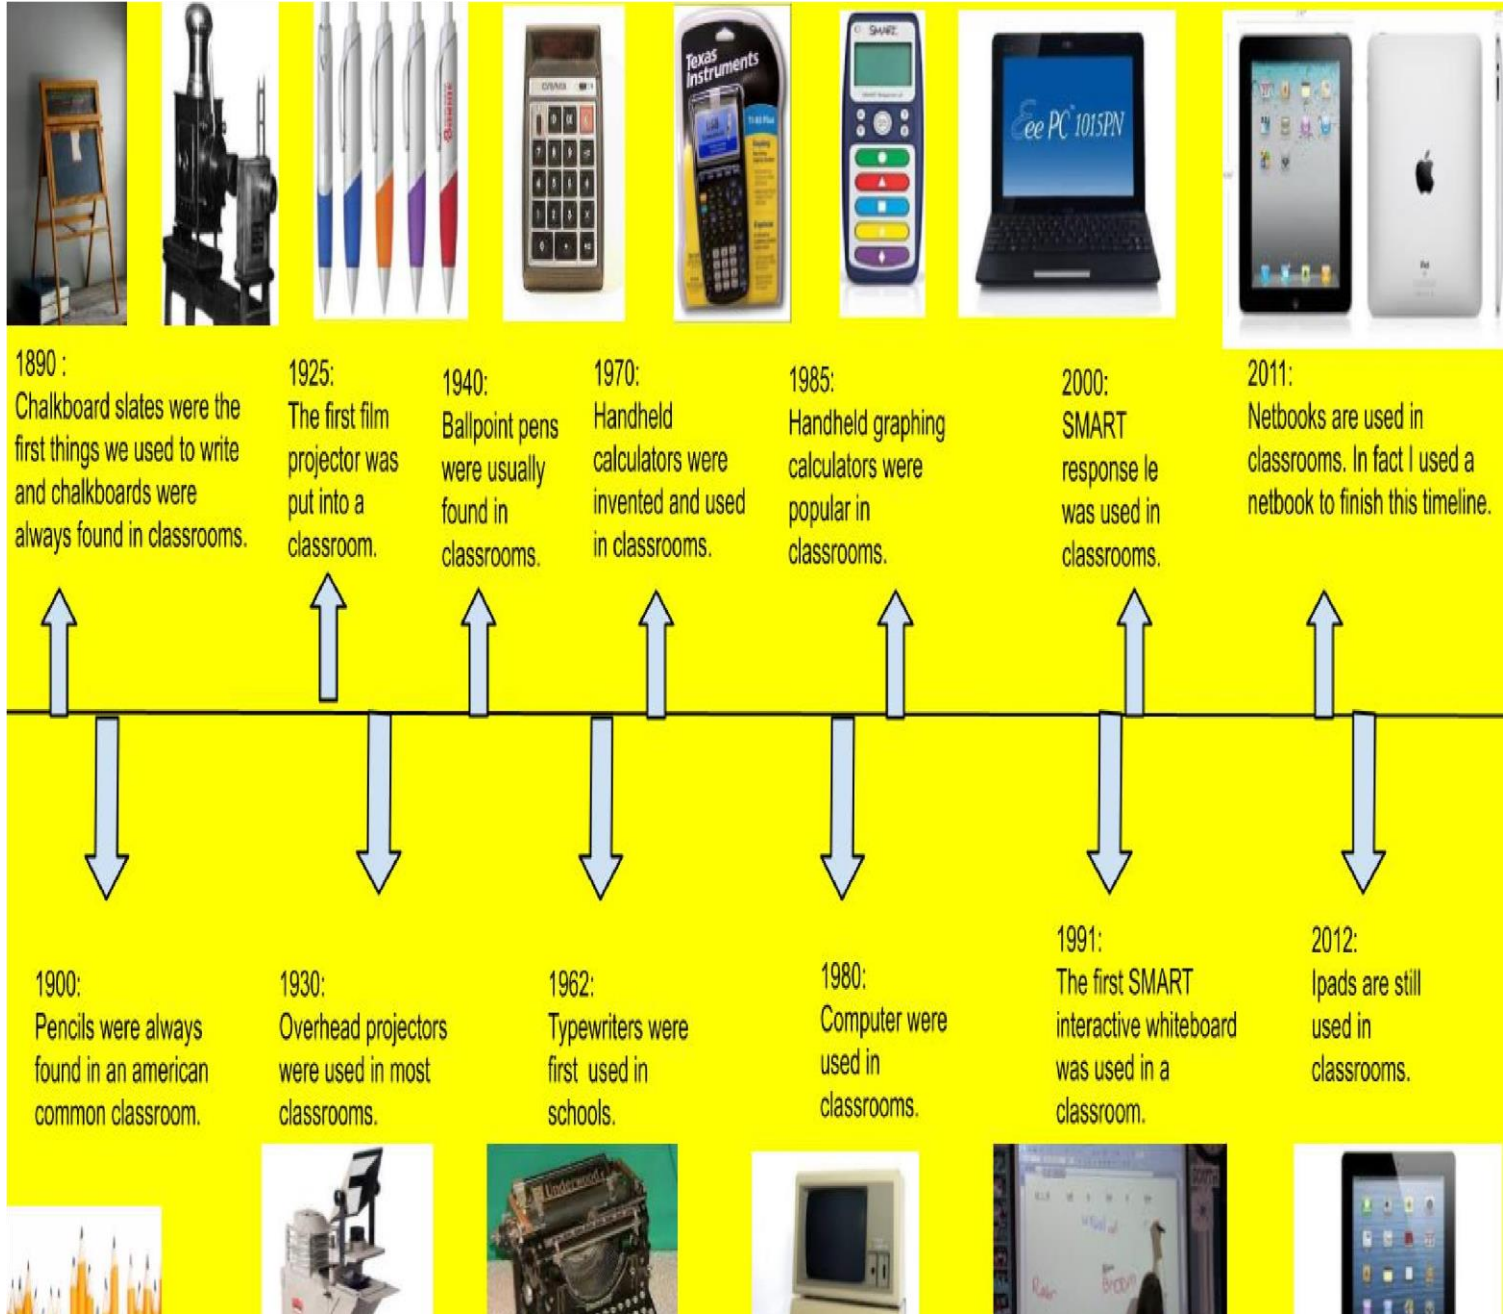 SMART
Texas
Instruments
Eee PC 1015PN
1890 :
Chalkboard slates were the
first things we used to write
and chalkboards were
always found in classrooms.
1925:
The first film
projector was
put into a
classroom.
1940:
Ballpoint pens
were usually
found in
classrooms.
1970:
Handheld
calculators were
invented and used
in classrooms.
1985:
Handheld graphing
calculators were
popular in
classrooms.
2000:
SMART
response le
was used in
classrooms.
2011:
Netbooks are used in
classrooms. In fact I used a
netbook to finish this timeline.
1900:
Pencils were always
found in an american
common classroom.
1930:
Overhead projectors
were used in most
classrooms.
1962:
Typewriters were
first used in
schools.
1980:
Computer were
used in
classrooms.
1991:
The first SMART
interactive whiteboard
was used in a
classroom.
2012:
Ipads are still
used in
classrooms.
Underwood